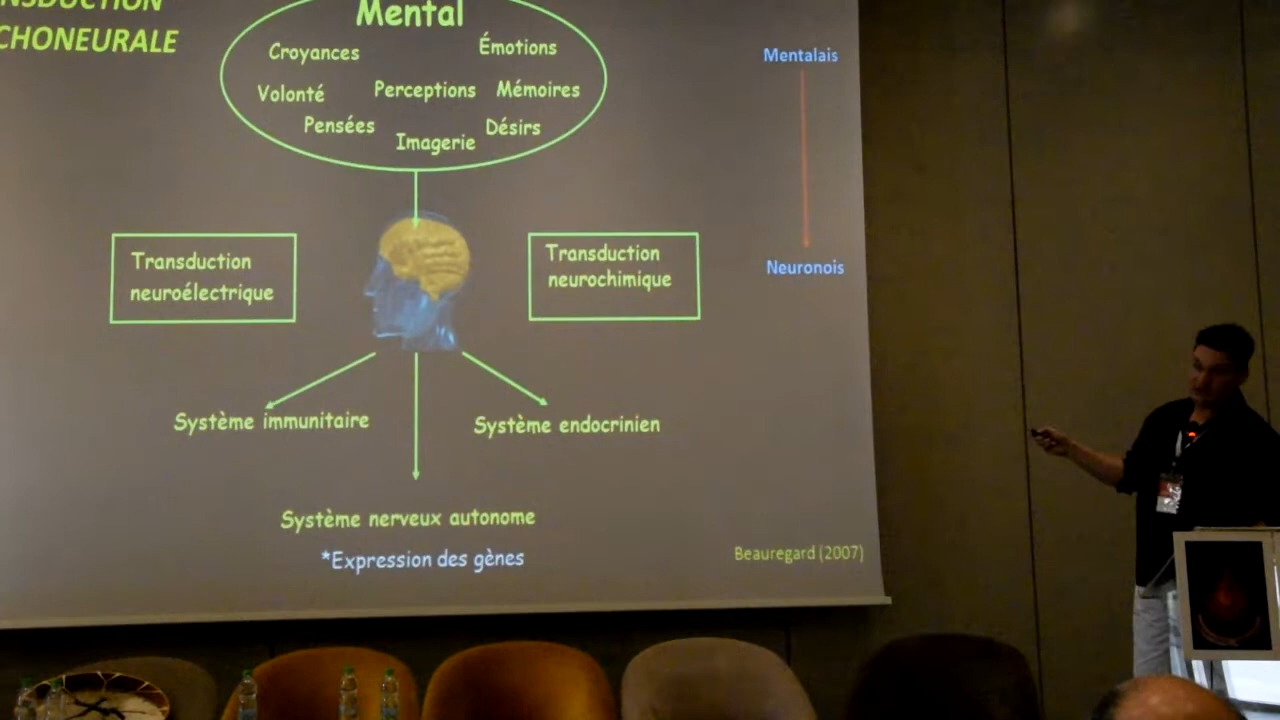 NSDUCTION
CHONEURALE
Mental
Croyances
Émotions
Volonté
Perceptions
Mémoires
Pensées
Imagerie
Désirs
Mentalais
Neuronois
Transduction
neuroélectrique
Transduction
neurochimique
Système immunitaire
Système endocrinien
Système nerveux autonome
*Expression des gènes
Beauregard (2007)